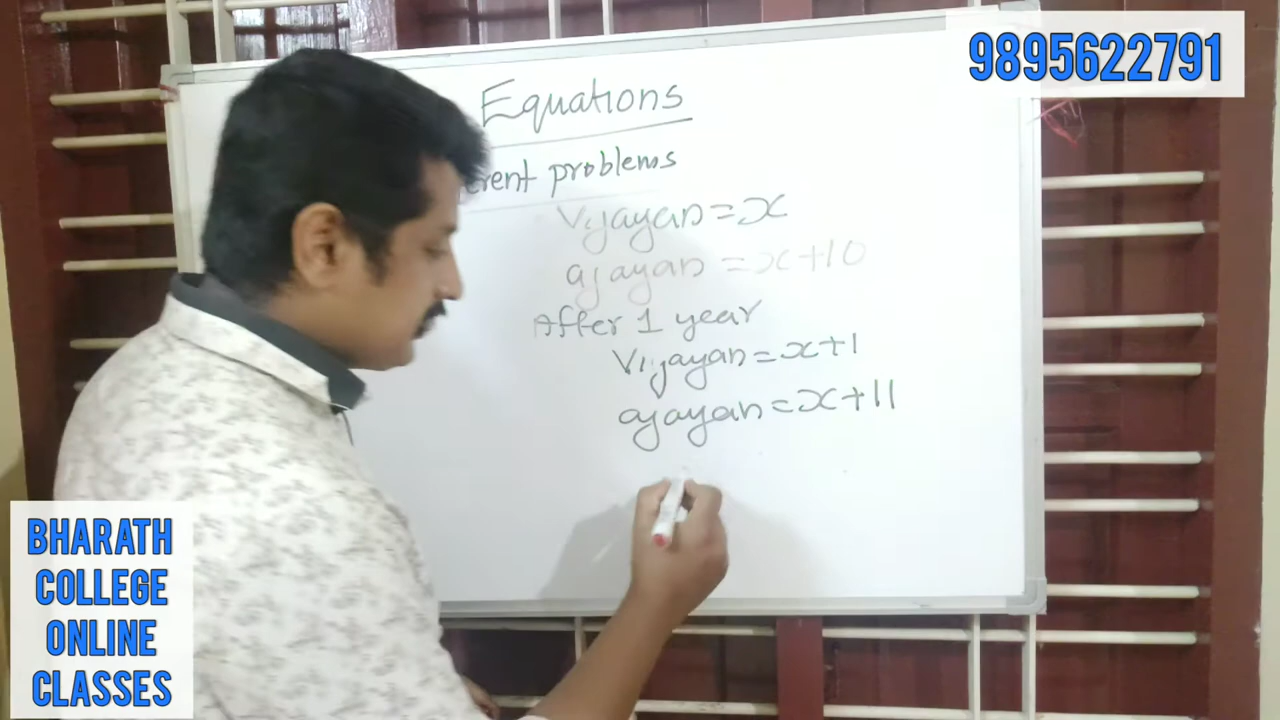 9895622791
Equations
erent problems
Vijayan = x
ajayan = x+10
After 1 year
Vijayan = x+1
ajayan = x+11
BHARATH
COLLEGE
ONLINE
CLASSES